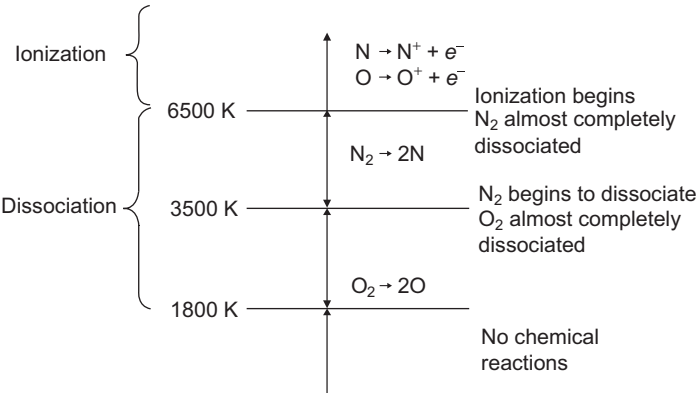 Ionization
N → N⁺ + e⁻
O → O⁺ + e⁻
6500 K
Ionization begins
N₂ almost completely
dissociated
N₂ → 2N
Dissociation
3500 K
N₂ begins to dissociate
O₂ almost completely
dissociated
O₂ → 2O
1800 K
No chemical
reactions